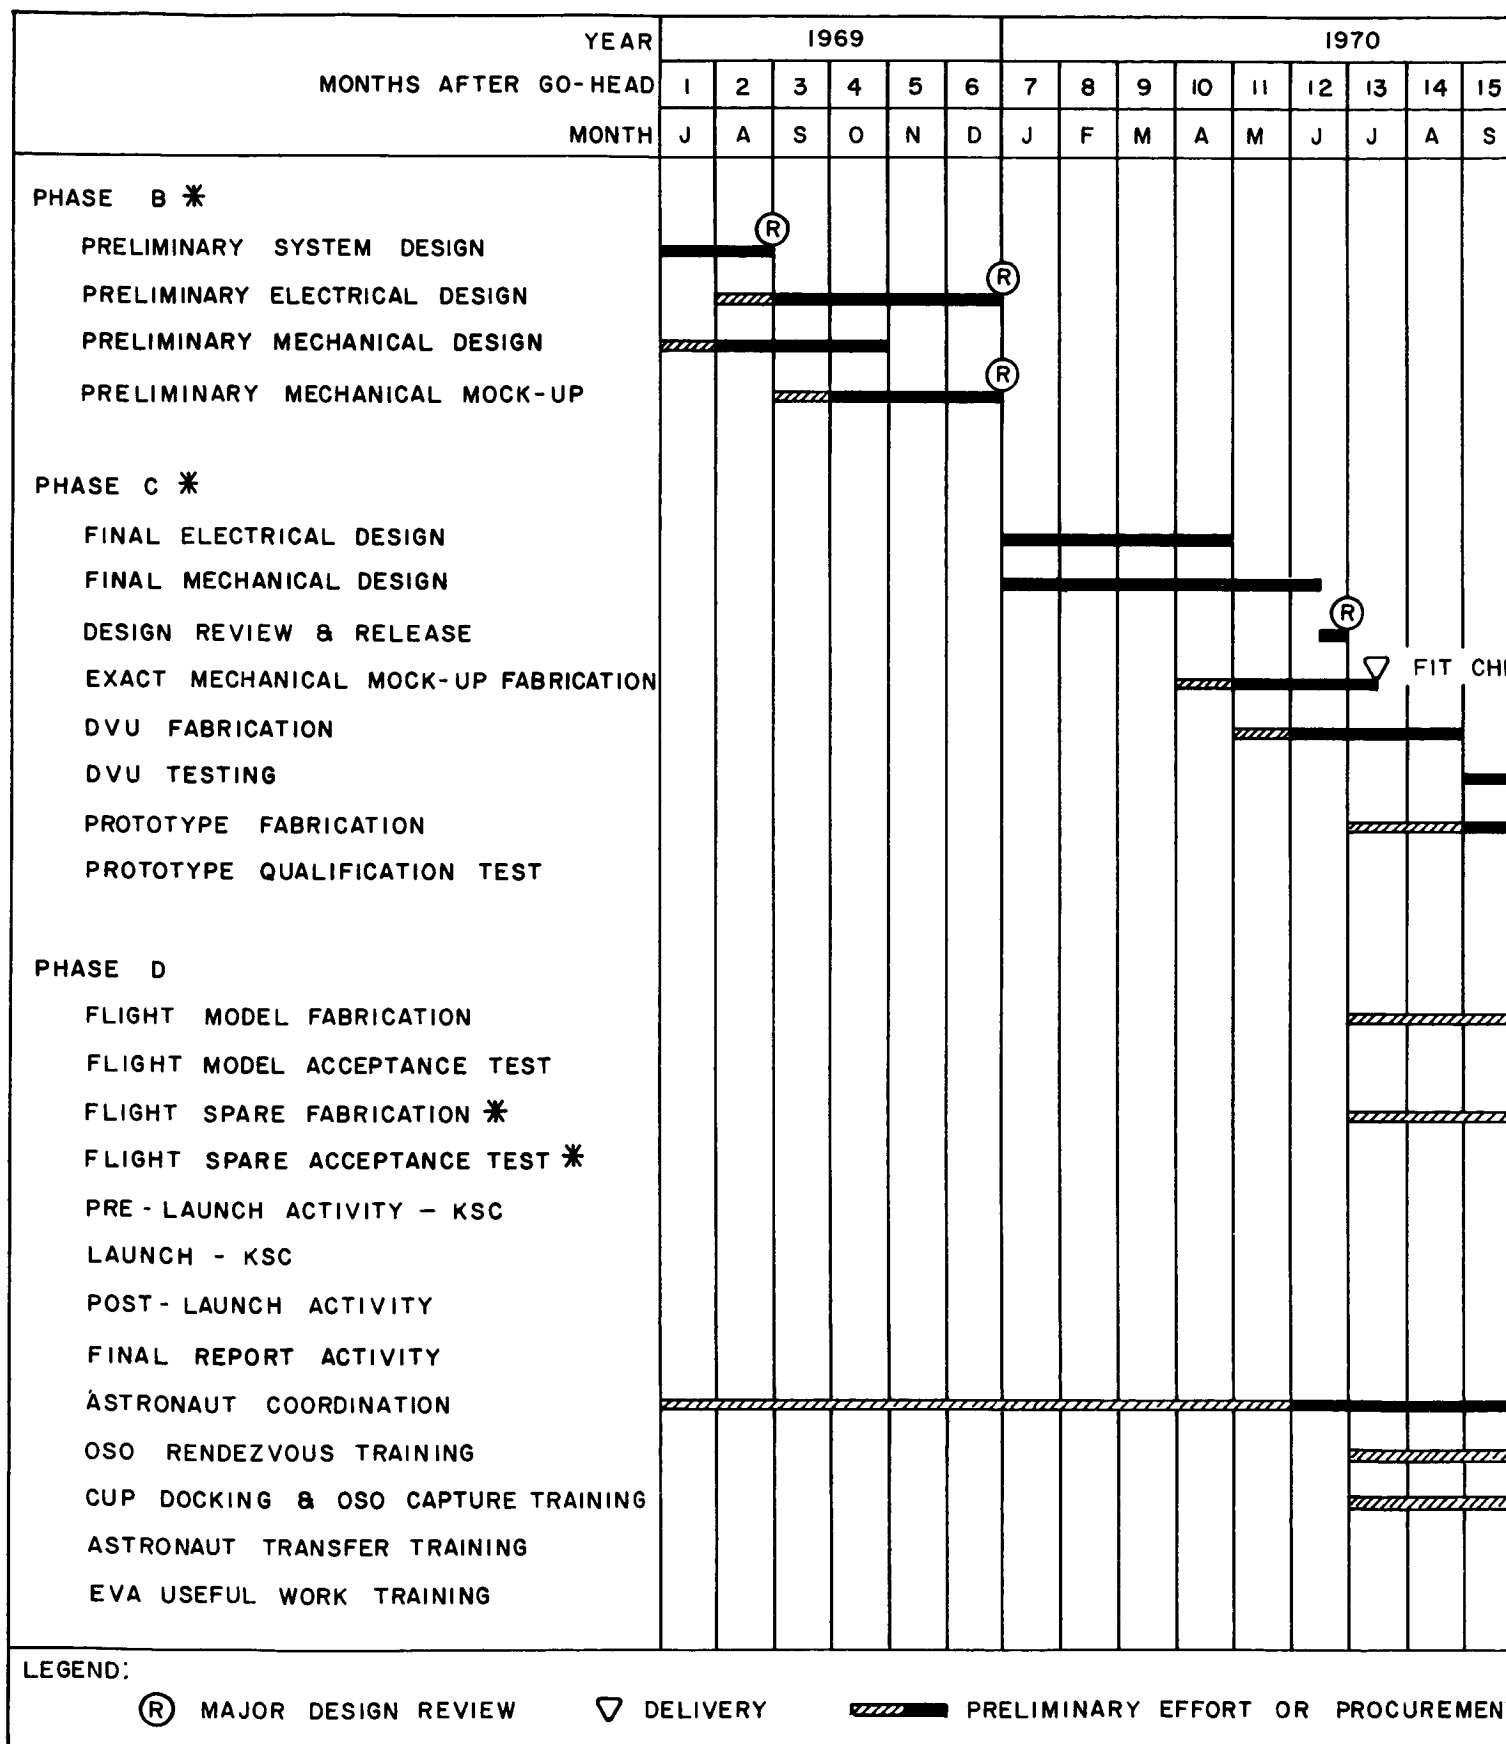 YEAR 1969 1970
MONTHS AFTER GO-HEAD 1 2 3 4 5 6 7 8 9 10 11 12 13 14 15
MONTH J A S O N D J F M A M J J A S
PHASE B *
R
PRELIMINARY SYSTEM DESIGN
R
PRELIMINARY ELECTRICAL DESIGN
PRELIMINARY MECHANICAL DESIGN
R
PRELIMINARY MECHANICAL MOCK-UP
PHASE C *
FINAL ELECTRICAL DESIGN
FINAL MECHANICAL DESIGN
R
DESIGN REVIEW & RELEASE
FIT CHE
EXACT MECHANICAL MOCK-UP FABRICATION
DVU FABRICATION
DVU TESTING
PROTOTYPE FABRICATION
PROTOTYPE QUALIFICATION TEST
PHASE D
FLIGHT MODEL FABRICATION
FLIGHT MODEL ACCEPTANCE TEST
FLIGHT SPARE FABRICATION *
FLIGHT SPARE ACCEPTANCE TEST *
PRE - LAUNCH ACTIVITY - KSC
LAUNCH - KSC
POST - LAUNCH ACTIVITY
FINAL REPORT ACTIVITY
ASTRONAUT COORDINATION
OSO RENDEZVOUS TRAINING
CUP DOCKING & OSO CAPTURE TRAINING
ASTRONAUT TRANSFER TRAINING
EVA USEFUL WORK TRAINING
LEGEND:
R MAJOR DESIGN REVIEW ▽ DELIVERY PRELIMINARY EFFORT OR PROCUREMEN